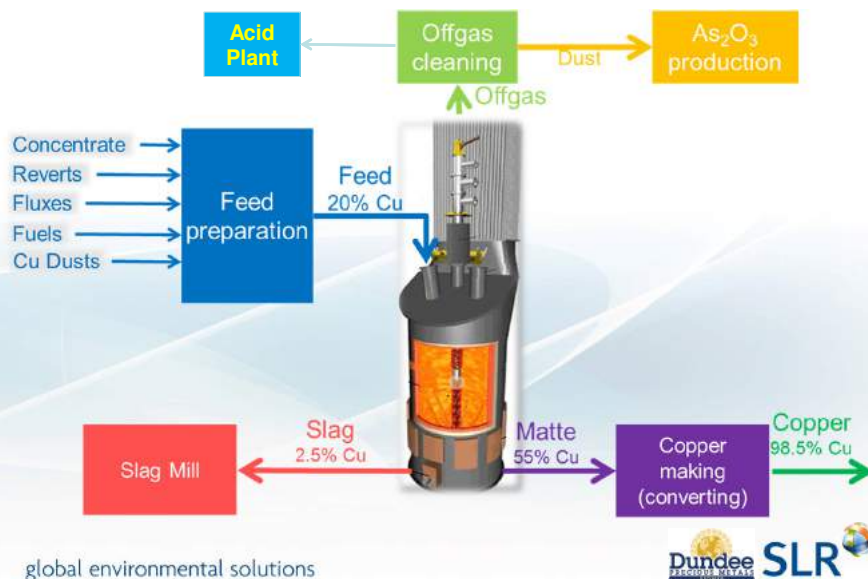 Acid
Plant
Offgas
cleaning
Dust
As₂O₃
production
Offgas
Concentrate
Reverts
Fluxes
Fuels
Cu Dusts
Feed
preparation
Feed
20% Cu
Slag Mill
Slag
2.5% Cu
Matte
55% Cu
Copper
making
(converting)
Copper
98.5% Cu
global environmental solutions
Dundee
PRECIOUS METALS
SLR